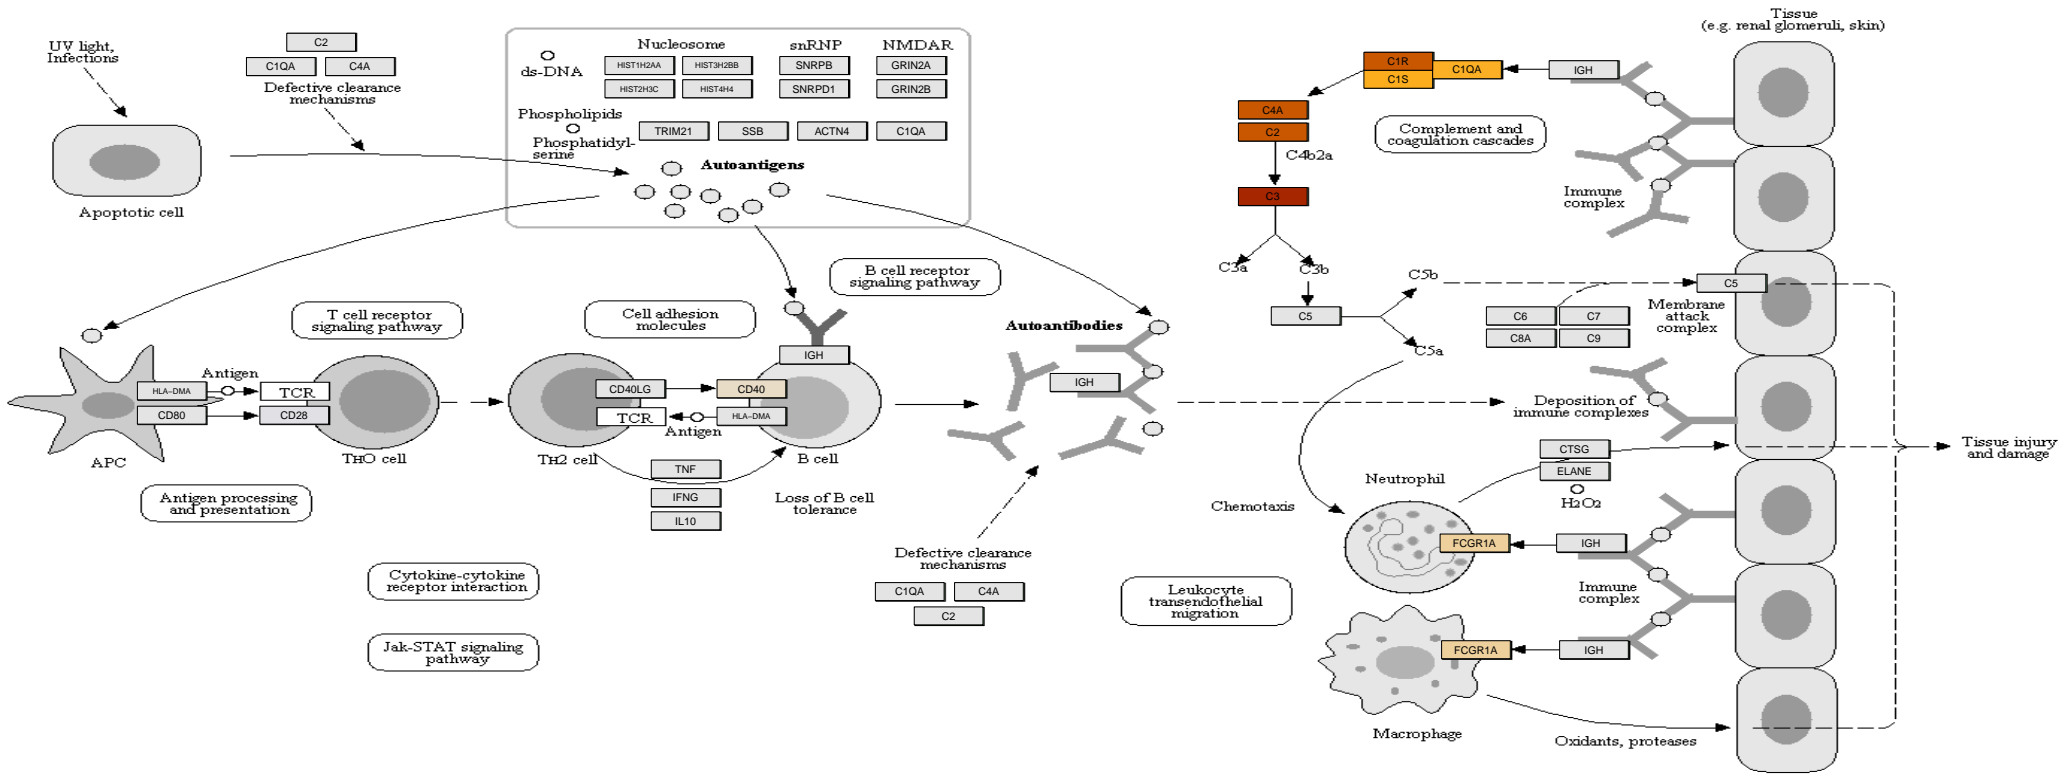 UV light,
Infections
C2
C1QA
C4A
Defective clearance
mechanisms
Apoptotic cell
ds-DNA
Nucleosome
snRNP
NMDAR
HIST1H2AA
HIST3H2BB
SNRPB
GRIN2A
HIST2H3C
HIST4H4
SNRPD1
GRIN2B
Phospholipids
Phosphatidyl-
serine
TRIM21
SSB
ACTN4
C1QA
Autoantigens
T cell receptor
signaling pathway
Cell adhesion
molecules
B cell receptor
signaling pathway
IGH
Antigen
HLA-DMA
TCR
CD80
CD28
APC
TH0 cell
CD40LG
CD40
TCR
HLA-DMA
Antigen
TH2 cell
B cell
TNF
IFNG
IL10
Loss of B cell
tolerance
Antigen processing
and presentation
Cytokine-cytokine
receptor interaction
Jak-STAT signaling
pathway
Autoantibodies
IGH
Defective clearance
mechanisms
C1QA
C4A
C2
Leukocyte
transendothelial
migration
Tissue
(e.g. renal glomeruli, skin)
C1R
C1S
C1QA
IGH
C4A
C2
C4b2a
C3
Complement and
coagulation cascades
Immune
complex
C3a
C3b
C5
C5b
C5a
C6
C7
C8A
C9
C5
Membrane
attack
complex
Deposition of
immune complexes
CTSG
ELANE
H2O2
Neutrophil
Chemotaxis
FCGR1A
IGH
Immune
complex
FCGR1A
IGH
Macrophage
Oxidants, proteases
Tissue injury
and damage